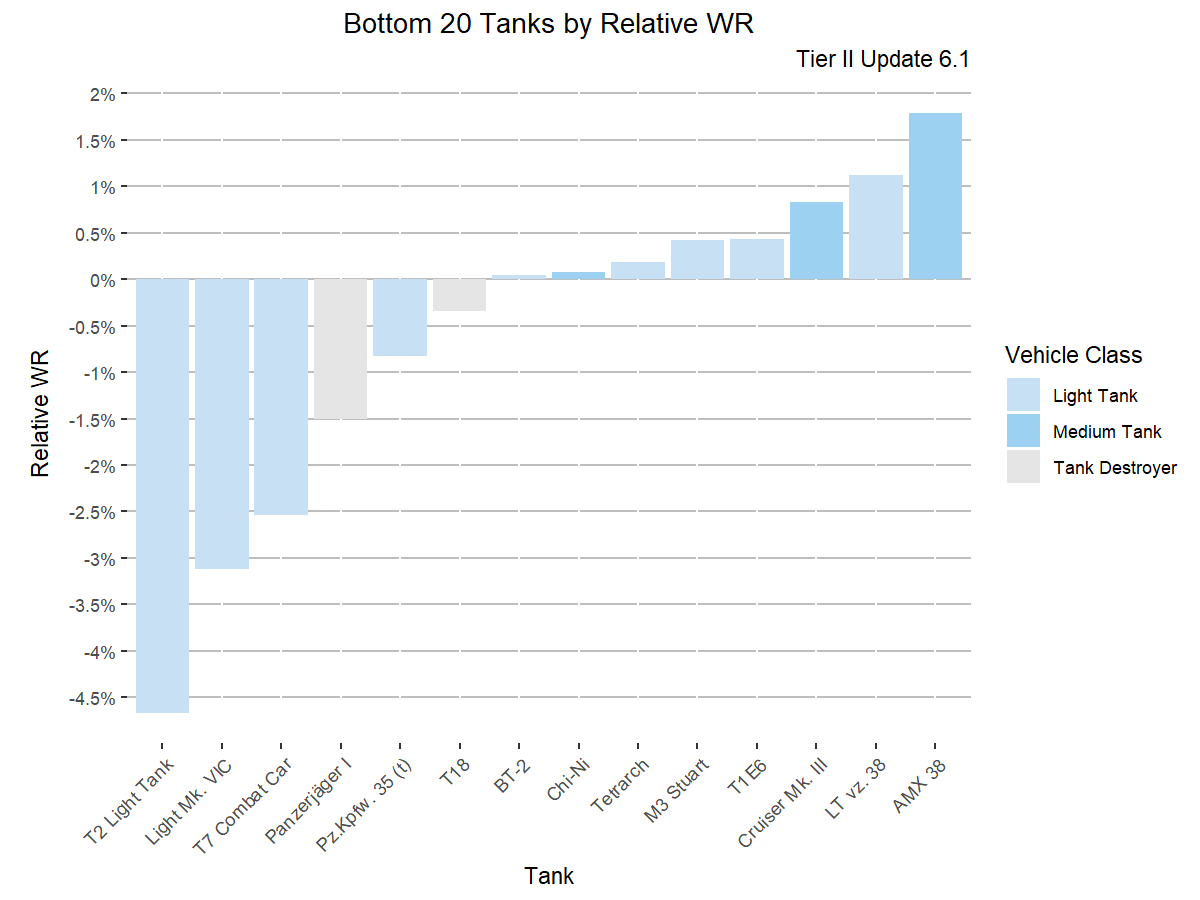 Bottom 20 Tanks by Relative WR
Tier II Update 6.1
2%
1.5%
1%
0.5%
0%
-0.5%
-1%
-1.5%
-2%
-2.5%
-3%
-3.5%
-4%
-4.5%
Relative WR
T2 Light Tank
Light Mk. VIC
T7 Combat Car
Panzerjäger I
Pz.Kpfw. 35 (t)
T18
BT-2
Chi-Ni
Tetrarch
M3 Stuart
T1E6
Cruiser Mk. III
LT vz. 38
AMX 38
Tank
Vehicle Class
Light Tank
Medium Tank
Tank Destroyer